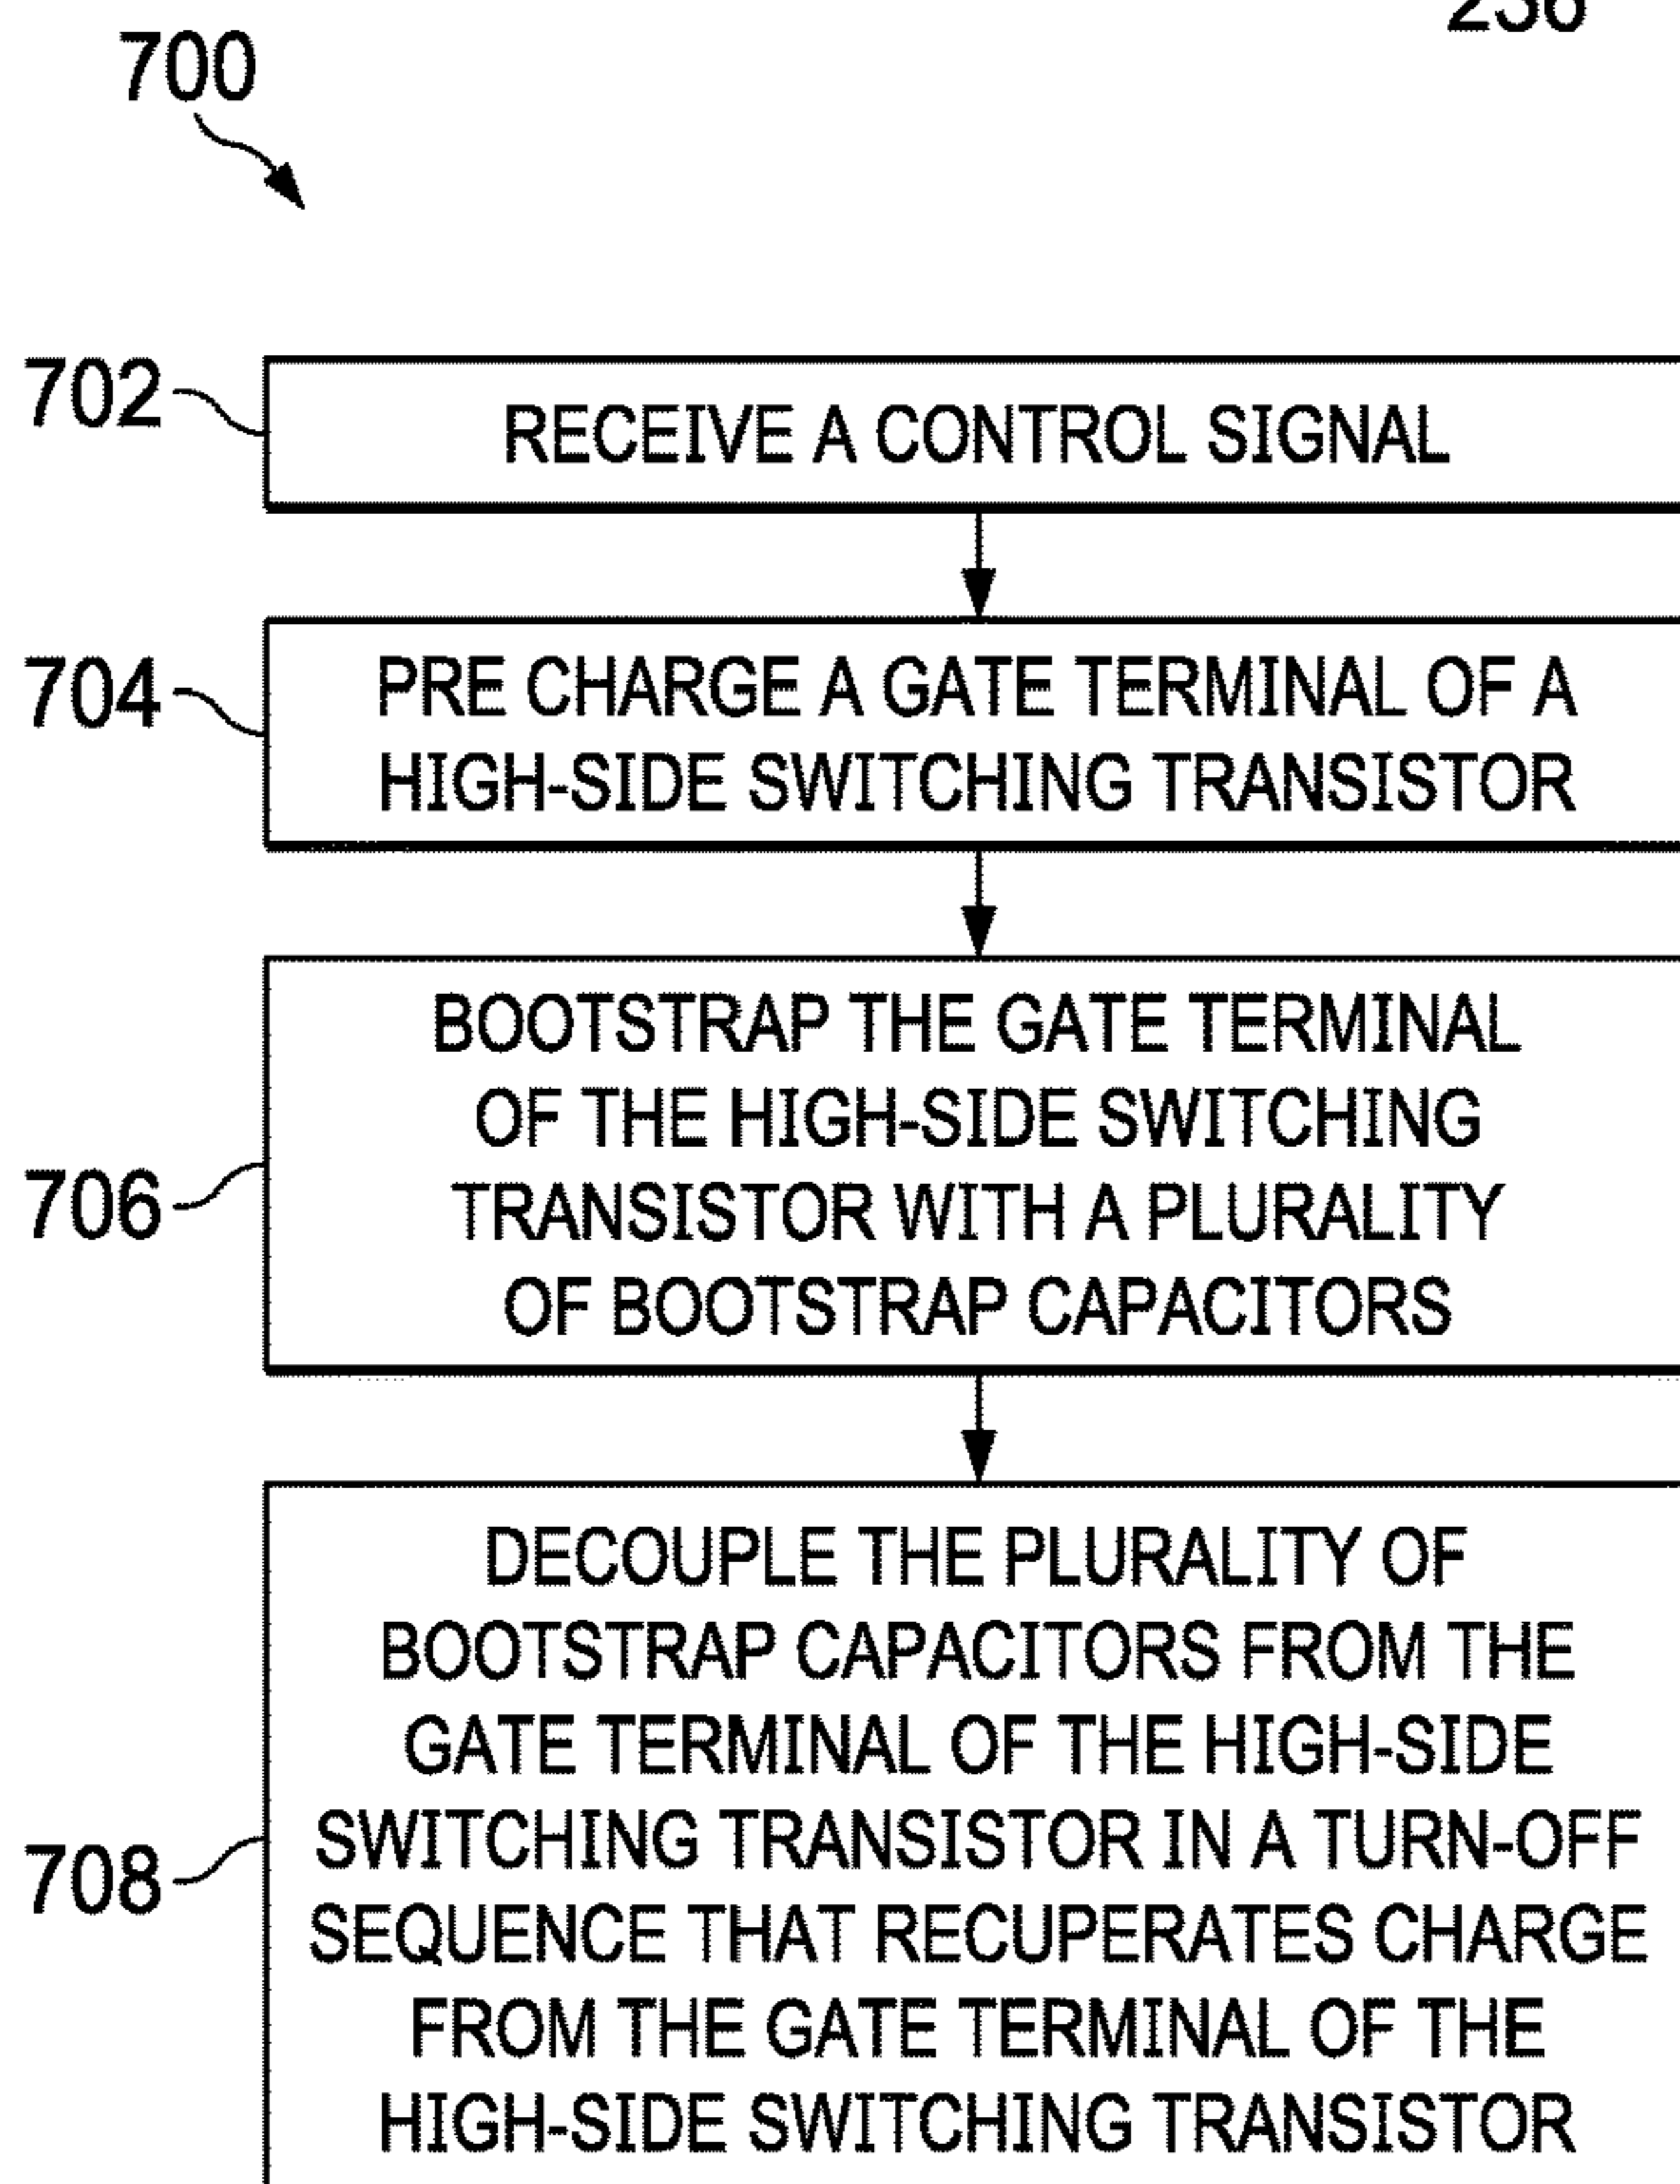 700
702
RECEIVE A CONTROL SIGNAL
704
PRE CHARGE A GATE TERMINAL OF A
HIGH-SIDE SWITCHING TRANSISTOR
706
BOOTSTRAP THE GATE TERMINAL
OF THE HIGH-SIDE SWITCHING
TRANSISTOR WITH A PLURALITY
OF BOOTSTRAP CAPACITORS
708
DECOUPLE THE PLURALITY OF
BOOTSTRAP CAPACITORS FROM THE
GATE TERMINAL OF THE HIGH-SIDE
SWITCHING TRANSISTOR IN A TURN-OFF
SEQUENCE THAT RECUPERATES CHARGE
FROM THE GATE TERMINAL OF THE
HIGH-SIDE SWITCHING TRANSISTOR